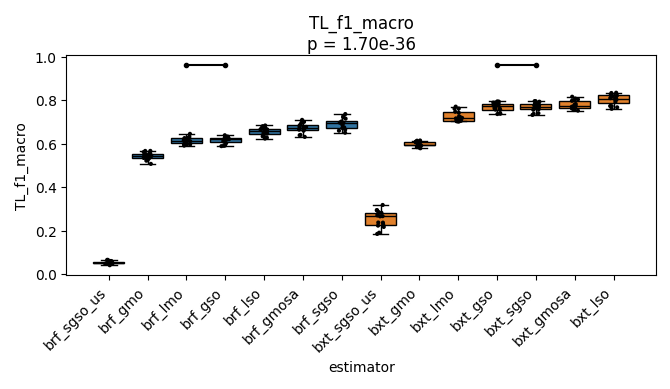 TL_f1_macro
p = 1.70e-36
TL_f1_macro
1.0
0.8
0.6
0.4
0.2
0.0
brf_sgso_us
brf_gmo
brf_lmo
brf_gso
brf_lso
brf_gmosa
brf_sgso
bxt_sgso_us
bxt_gmo
bxt_lmo
bxt_gso
bxt_sgso
bxt_gmosa
bxt_lso
estimator